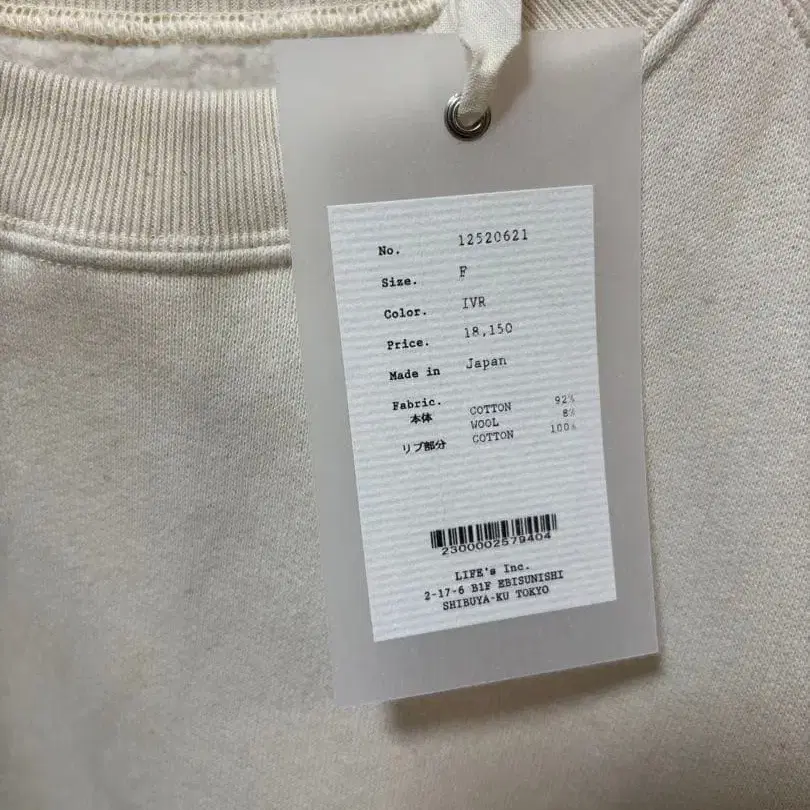 No. 12520621
Size. F
Color. IVR
Price. 18,150
Made in Japan
Fabric.
本体 COTTON 92%
WOOL 8%
リブ部分 COTTON 100%
2300002579404
LIFE's Inc.
2-17-6 B1F EBISUNISHI
SHIBUYA-KU TOKYO